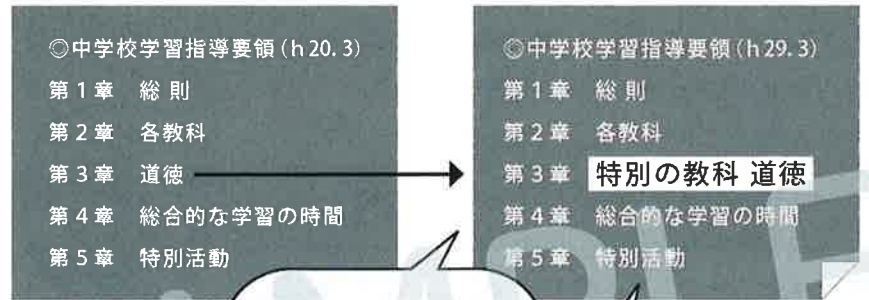 ◎中学校学習指導要領(h20.3)
第1章 総則
第2章 各教科
第3章 道徳
第4章 総合的な学習の時間
第5章 特別活動
◎中学校学習指導要領(h29.3)
第1章 総則
第2章 各教科
第3章 特別の教科 道徳
第4章 総合的な学習の時間
第5章 特別活動